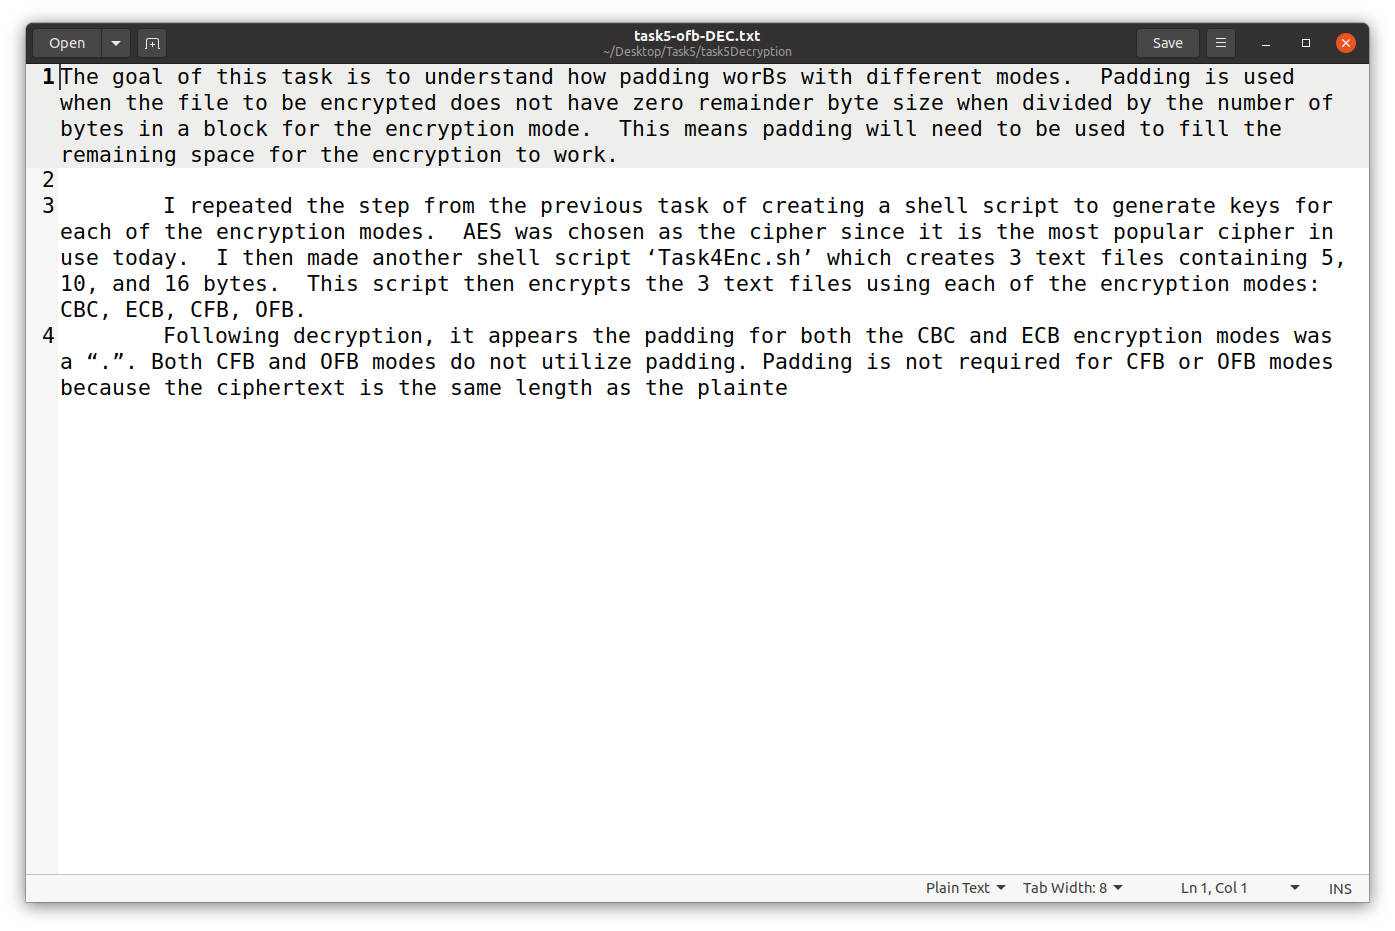 Open
task5-ofb-DEC.txt
~/Desktop/Task5/task5Decryption
Save
1 The goal of this task is to understand how padding worBs with different modes.  Padding is used
when the file to be encrypted does not have zero remainder byte size when divided by the number of
bytes in a block for the encryption mode.  This means padding will need to be used to fill the
remaining space for the encryption to work.
2
3         I repeated the step from the previous task of creating a shell script to generate keys for
each of the encryption modes.  AES was chosen as the cipher since it is the most popular cipher in
use today.  I then made another shell script ‘Task4Enc.sh’ which creates 3 text files containing 5,
10, and 16 bytes.  This script then encrypts the 3 text files using each of the encryption modes:
CBC, ECB, CFB, OFB.
4         Following decryption, it appears the padding for both the CBC and ECB encryption modes was
a “.”. Both CFB and OFB modes do not utilize padding. Padding is not required for CFB or OFB modes
because the ciphertext is the same length as the plainte
Plain Text Tab Width: 8 Ln 1, Col 1 INS